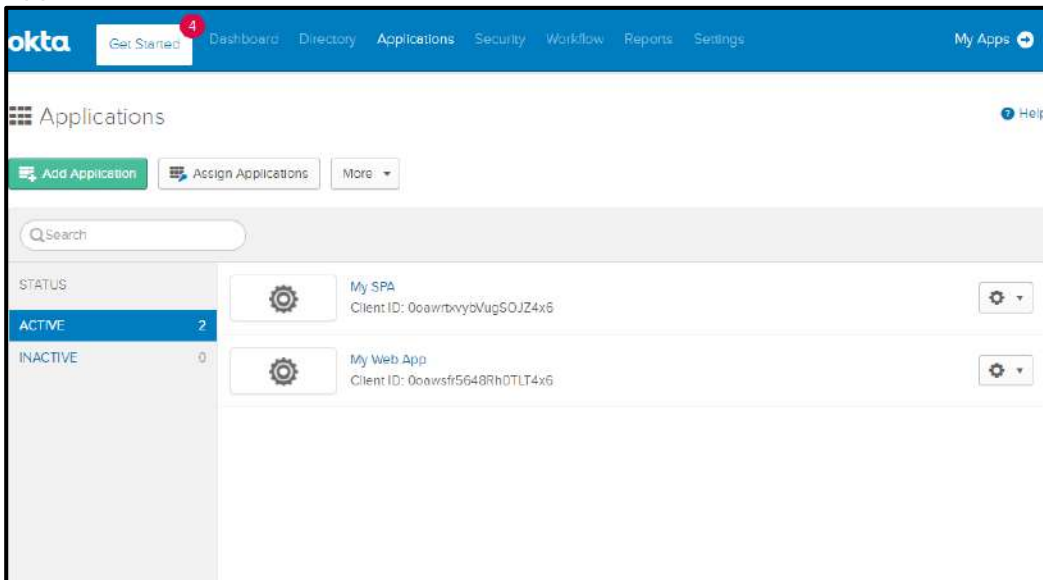 okta Get Started 4 Dashboard Directory Applications Security Workflow Reports Settings My Apps
Applications
Help
Add Application Assign Applications More
Search
STATUS
ACTIVE 2
INACTIVE 0
My SPA
Client ID: 0oawrtxvybVugSOJZ4x6
My Web App
Client ID: 0oawsfr5648Rh0TLT4x6